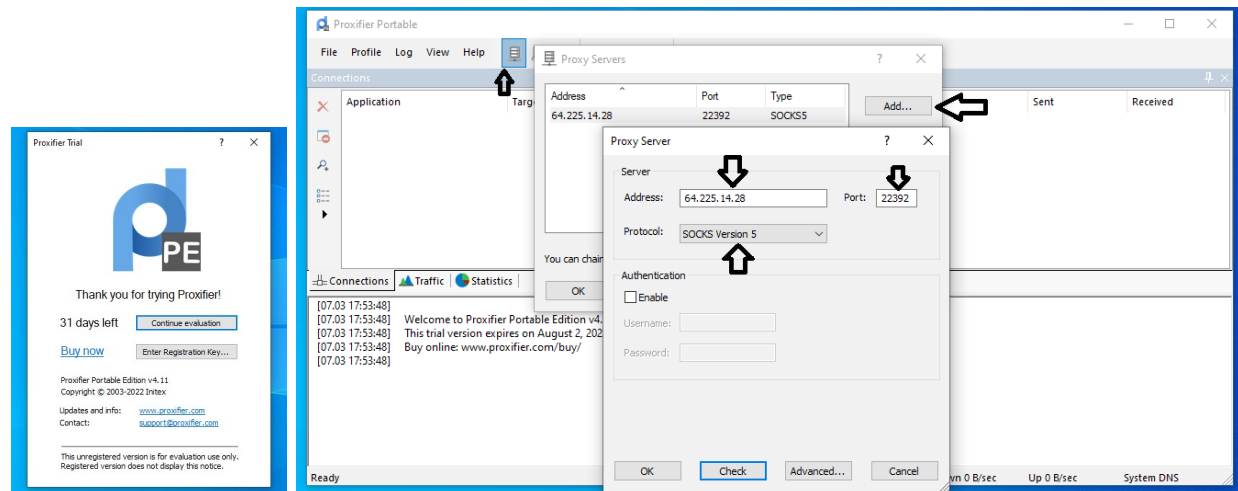 Proxifier Trial
?
PE
Thank you for trying Proxifier!
31 days left
Continue evaluation
Buy now
Enter Registration Key...
Proxifier Portable Edition v4.11
Copyright © 2003-2022 Initex
Updates and info: www.proxifier.com
Contact: support@proxifier.com
This unregistered version is for evaluation use only.
Registered version does not display this notice.
Proxifier Portable
File Profile Log View Help
Connections
Application
Sent
Received
Proxy Servers
?
Address Port Type
64.225.14.28 22392 SOCKS5
Add...
You can chain
OK
Proxy Server
?
Server
Address: 64.225.14.28 Port: 22392
Protocol: SOCKS Version 5
Authentication
Enable
Username:
Password:
OK Check Advanced... Cancel
Connections Traffic Statistics
[07.03 17:53:48]
[07.03 17:53:48] Welcome to Proxifier Portable Edition v4.
[07.03 17:53:48] This trial version expires on August 2, 202
[07.03 17:53:48] Buy online: www.proxifier.com/buy/
[07.03 17:53:48]
Ready
0 B/sec Up 0 B/sec System DNS